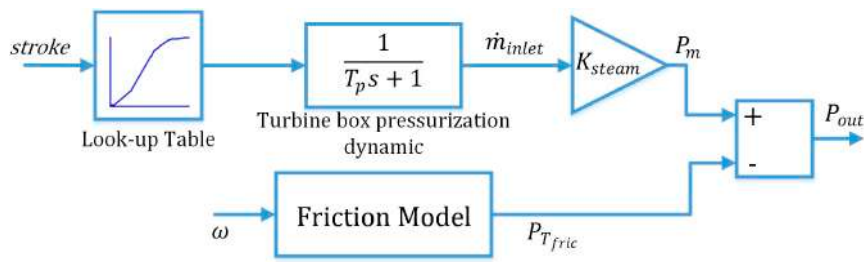 stroke
Look-up Table
1
T_p s + 1
Turbine box pressurization
dynamic
ṁ_inlet
K_steam
P_m
+
-
P_out
ω
Friction Model
P_T_fric